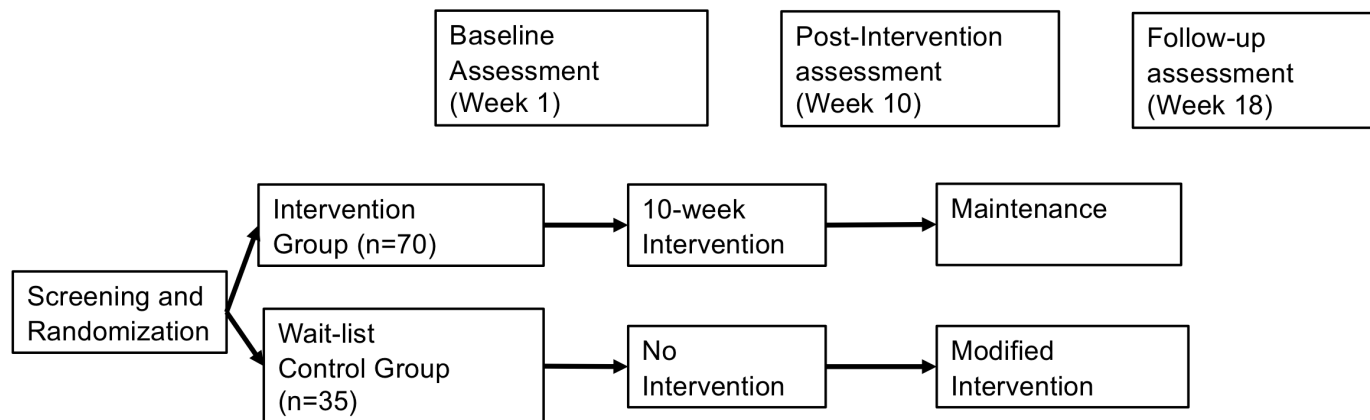 Baseline
Assessment
(Week 1)
Post-Intervention
assessment
(Week 10)
Follow-up
assessment
(Week 18)
Intervention
Group (n=70)
10-week
Intervention
Maintenance
Screening and
Randomization
Wait-list
Control Group
(n=35)
No
Intervention
Modified
Intervention